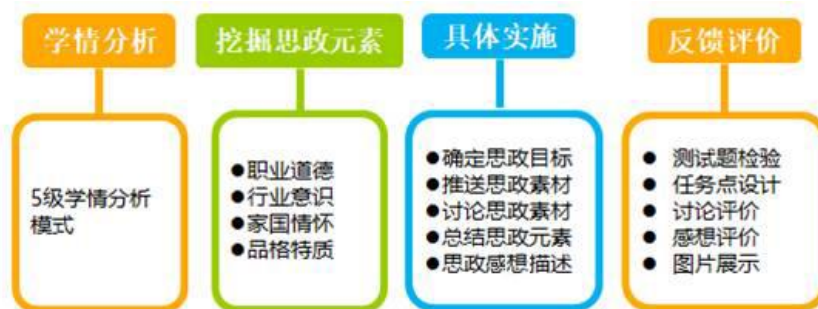 学情分析
5级学情分析
模式
挖掘思政元素
●职业道德
●行业意识
●家国情怀
●品格特质
具体实施
●确定思政目标
●推送思政素材
●讨论思政素材
●总结思政元素
●思政感想描述
反馈评价
● 测试题检验
● 任务点设计
● 讨论评价
● 感想评价
● 图片展示